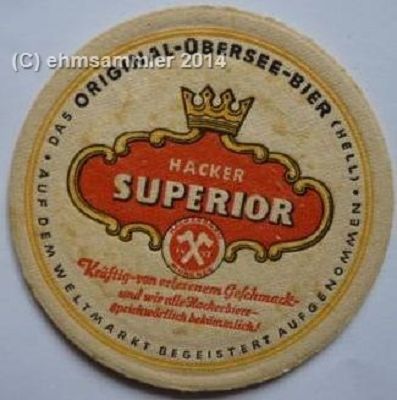 (C) ehmsammler 2014
DAS ORIGINAL-ÜBERSEE-BIER (HELL).
HACKER
SUPERIOR
Kräftig-von erlesenem Geschmack-
und wie alle Hackerbiere-
sprichwörtlich bekömmlich!
• AUF DEM WELTMARKT BEGEISTERT AUFGENOMMEN •